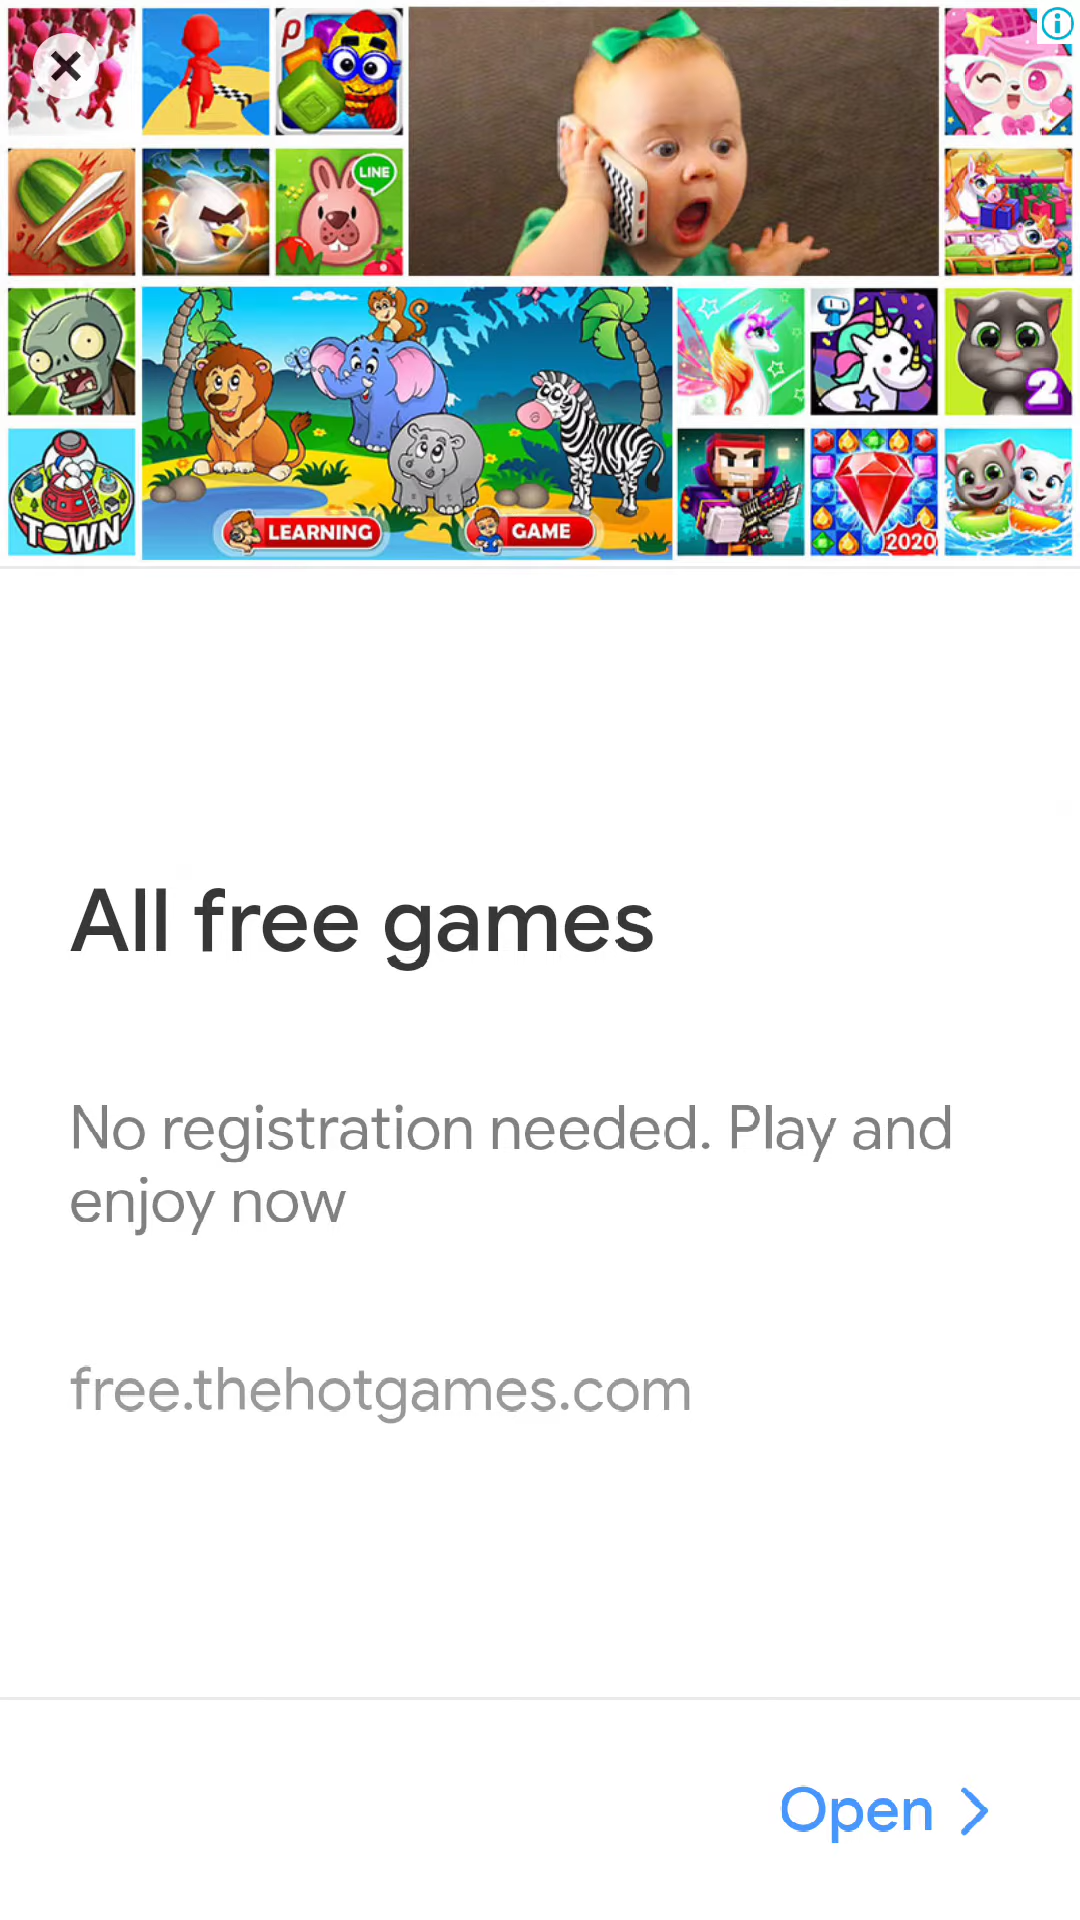 LINE
2
LEARNING
GAME
TOWN
2020
All free games
No registration needed. Play and
enjoy now
free.thehotgames.com
Open